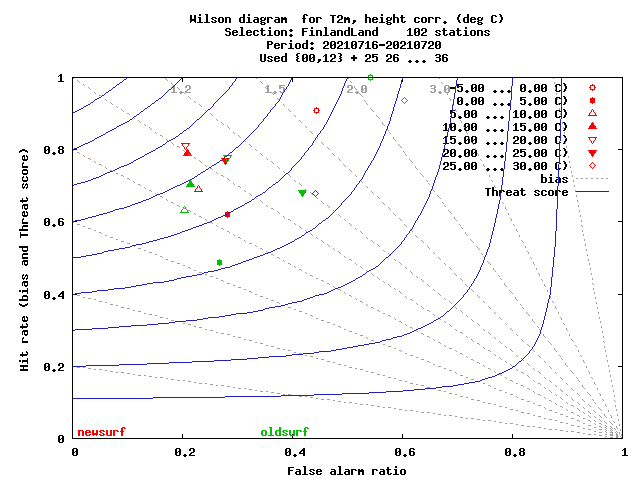 Wilson diagram for T2m, height corr. (deg C)
Selection: FinlandLand 102 stations
Period: 20210716-20210720
Used {00,12} + 25 26 ... 36
1.2 1.5 2.0 3.0
-5.00 ... 0.00 C)
0.00 ... 5.00 C)
5.00 ... 10.00 C)
10.00 ... 15.00 C)
15.00 ... 20.00 C)
20.00 ... 25.00 C)
25.00 ... 30.00 C)
bias
Threat score
Hit rate (bias and Threat score)
1
0.8
0.6
0.4
0.2
0
newsurf oldsurf
0 0.2 0.4 0.6 0.8 1
False alarm ratio